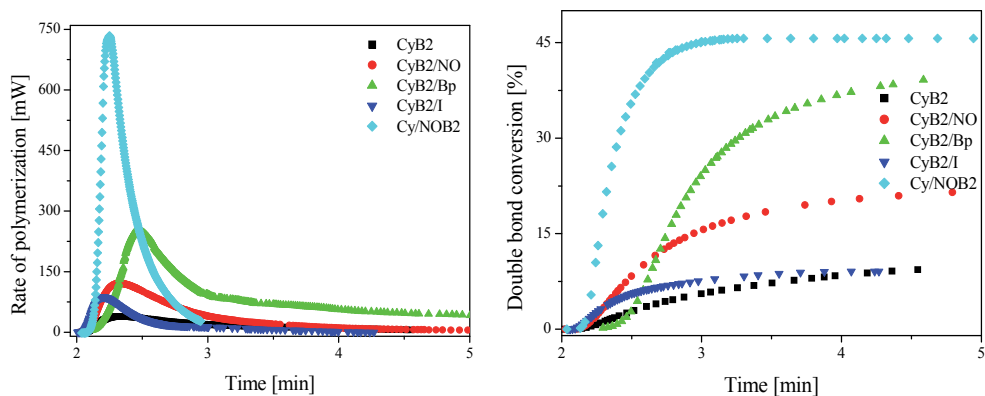 Rate of polymerization [mW]
750
600
450
300
150
0
2
3
4
5
Time [min]
CyB2
CyB2/NO
CyB2/Bp
CyB2/I
Cy/NOB2
Double bond conversion [%]
45
30
15
0
2
3
4
5
Time [min]
CyB2
CyB2/NO
CyB2/Bp
CyB2/I
Cy/NOB2